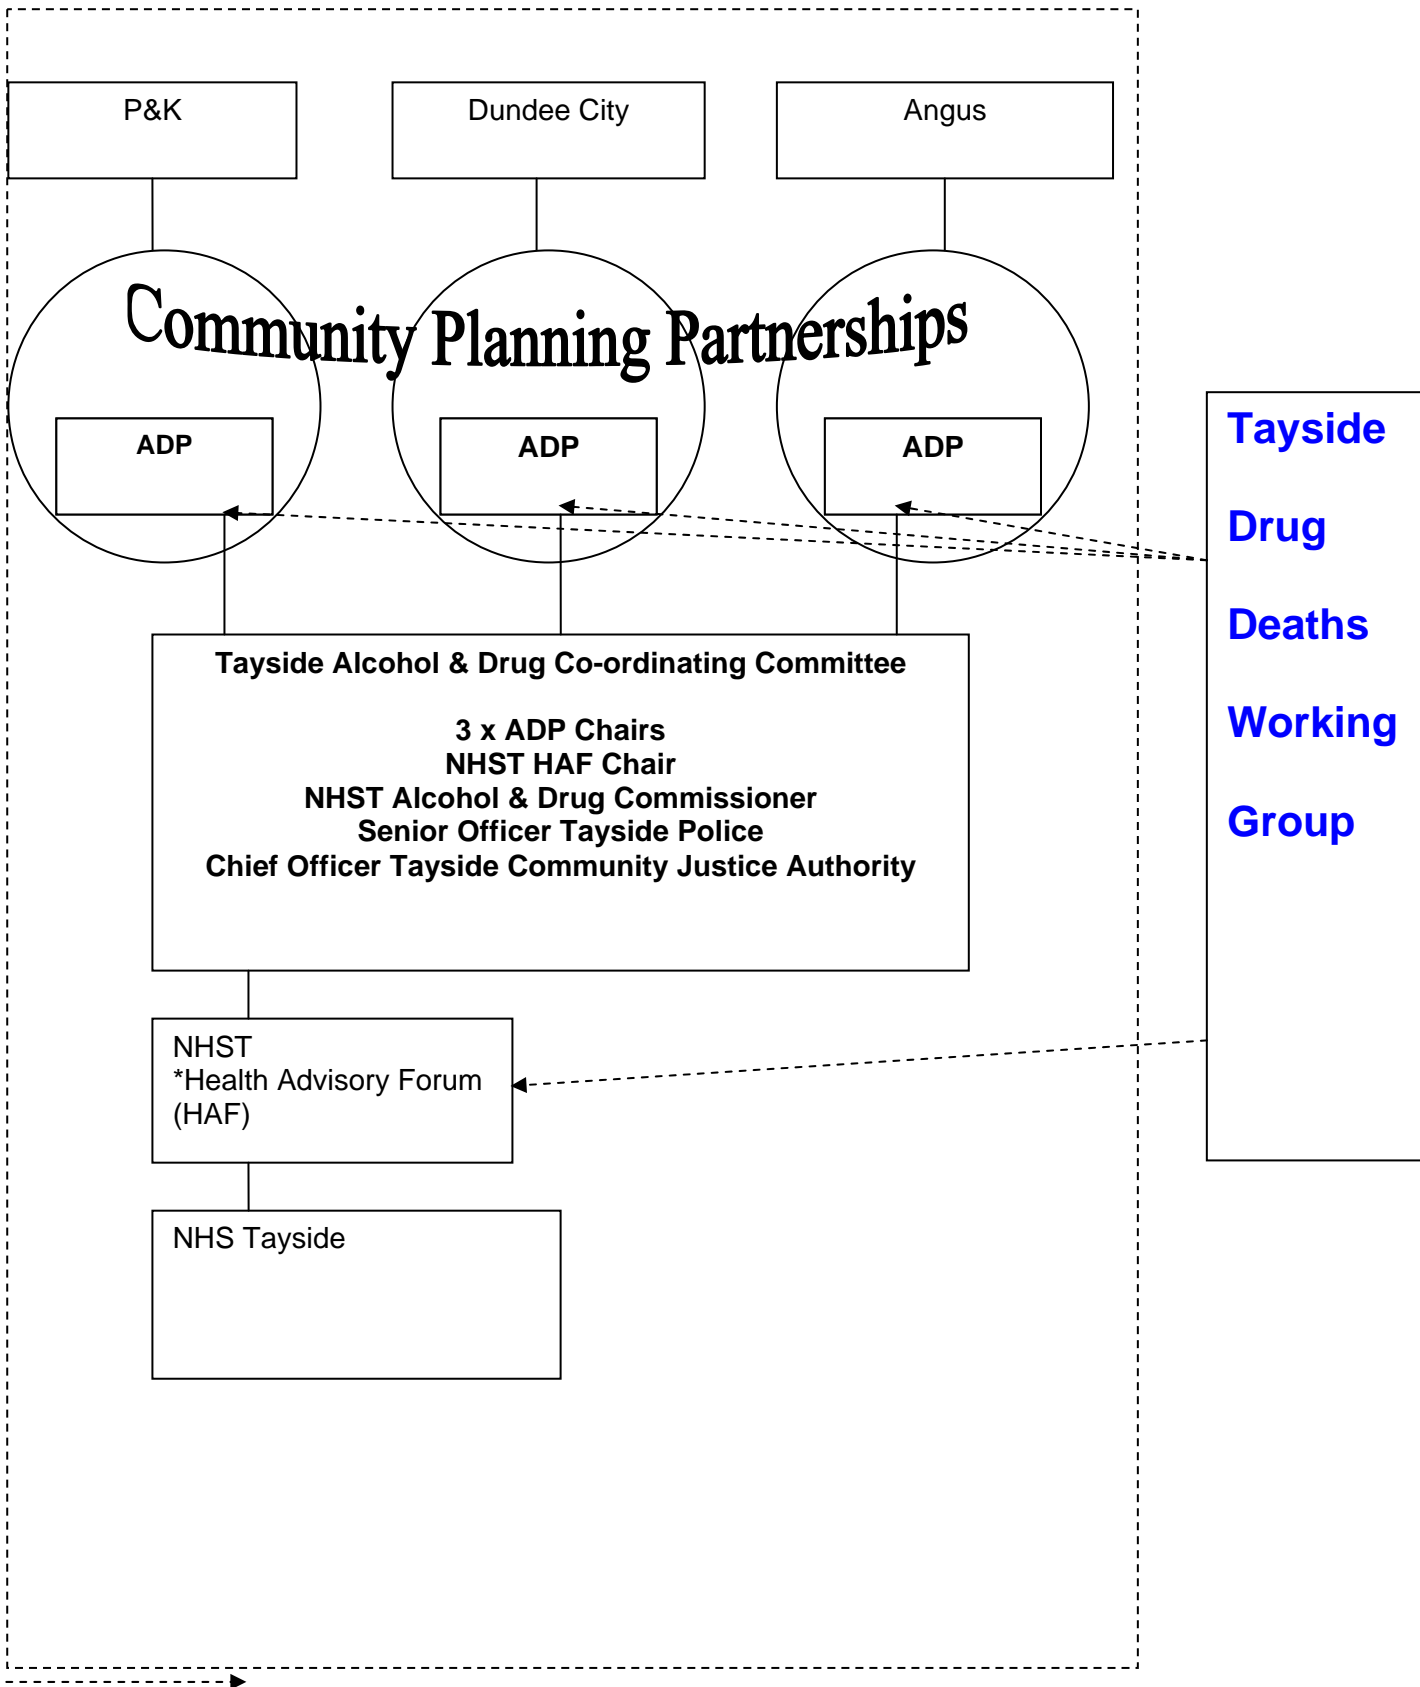 P&K
Dundee City
Angus
Community Planning Partnerships
ADP
ADP
ADP
Tayside
Drug
Deaths
Working
Group
Tayside Alcohol & Drug Co-ordinating Committee
3 x ADP Chairs
NHST HAF Chair
NHST Alcohol & Drug Commissioner
Senior Officer Tayside Police
Chief Officer Tayside Community Justice Authority
NHST
*Health Advisory Forum
(HAF)
NHS Tayside